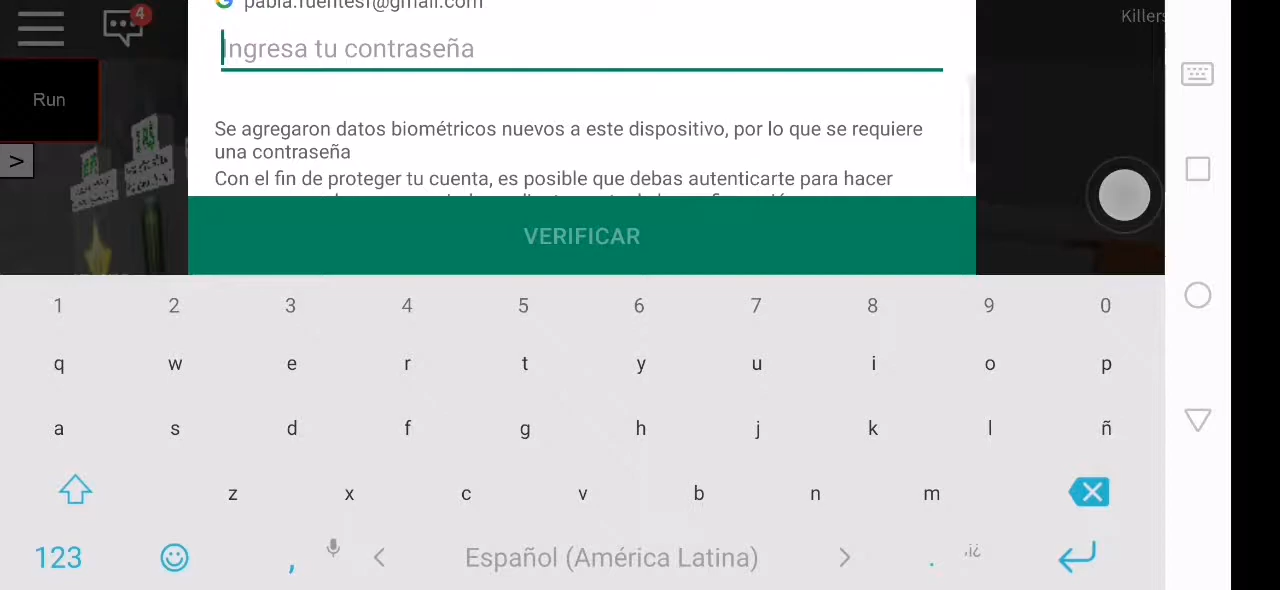 4
Killers
Run
>
Ingresa tu contraseña
Se agregaron datos biométricos nuevos a este dispositivo, por lo que se requiere
una contraseña
Con el fin de proteger tu cuenta, es posible que debas autenticarte para hacer
VERIFICAR
1 2 3 4 5 6 7 8 9 0
q w e r t y u i o p
a s d f g h j k l ñ
z x c v b n m
123 , < Español (América Latina) > . ,¡¿